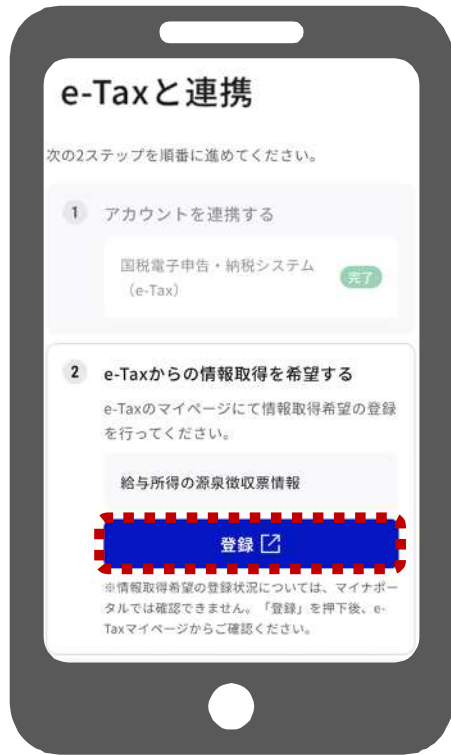 e-Taxと連携
次の2ステップを順番に進めてください。
1 アカウントを連携する
国税電子申告・納税システム
（e-Tax）
完了
2 e-Taxからの情報取得を希望する
e-Taxのマイページにて情報取得希望の登録
を行ってください。
給与所得の源泉徴収票情報
登録
※情報取得希望の登録状況については、マイナポー
タルでは確認できません。「登録」を押下後、e-
Taxマイページからご確認ください。